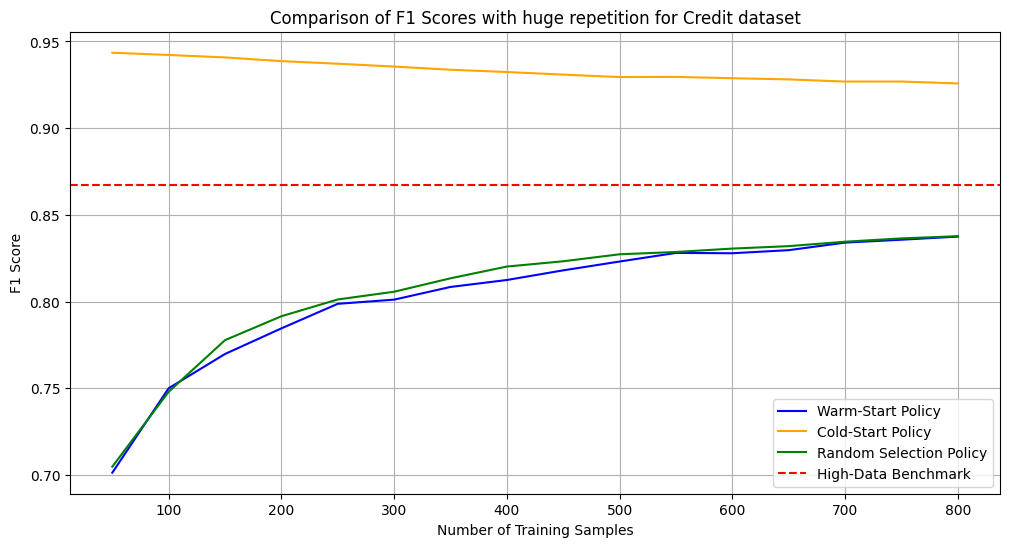 Comparison of F1 Scores with huge repetition for Credit dataset
0.95
0.90
0.85
0.80
0.75
0.70
F1 Score
100 200 300 400 500 600 700 800
Number of Training Samples
Warm-Start Policy
Cold-Start Policy
Random Selection Policy
High-Data Benchmark